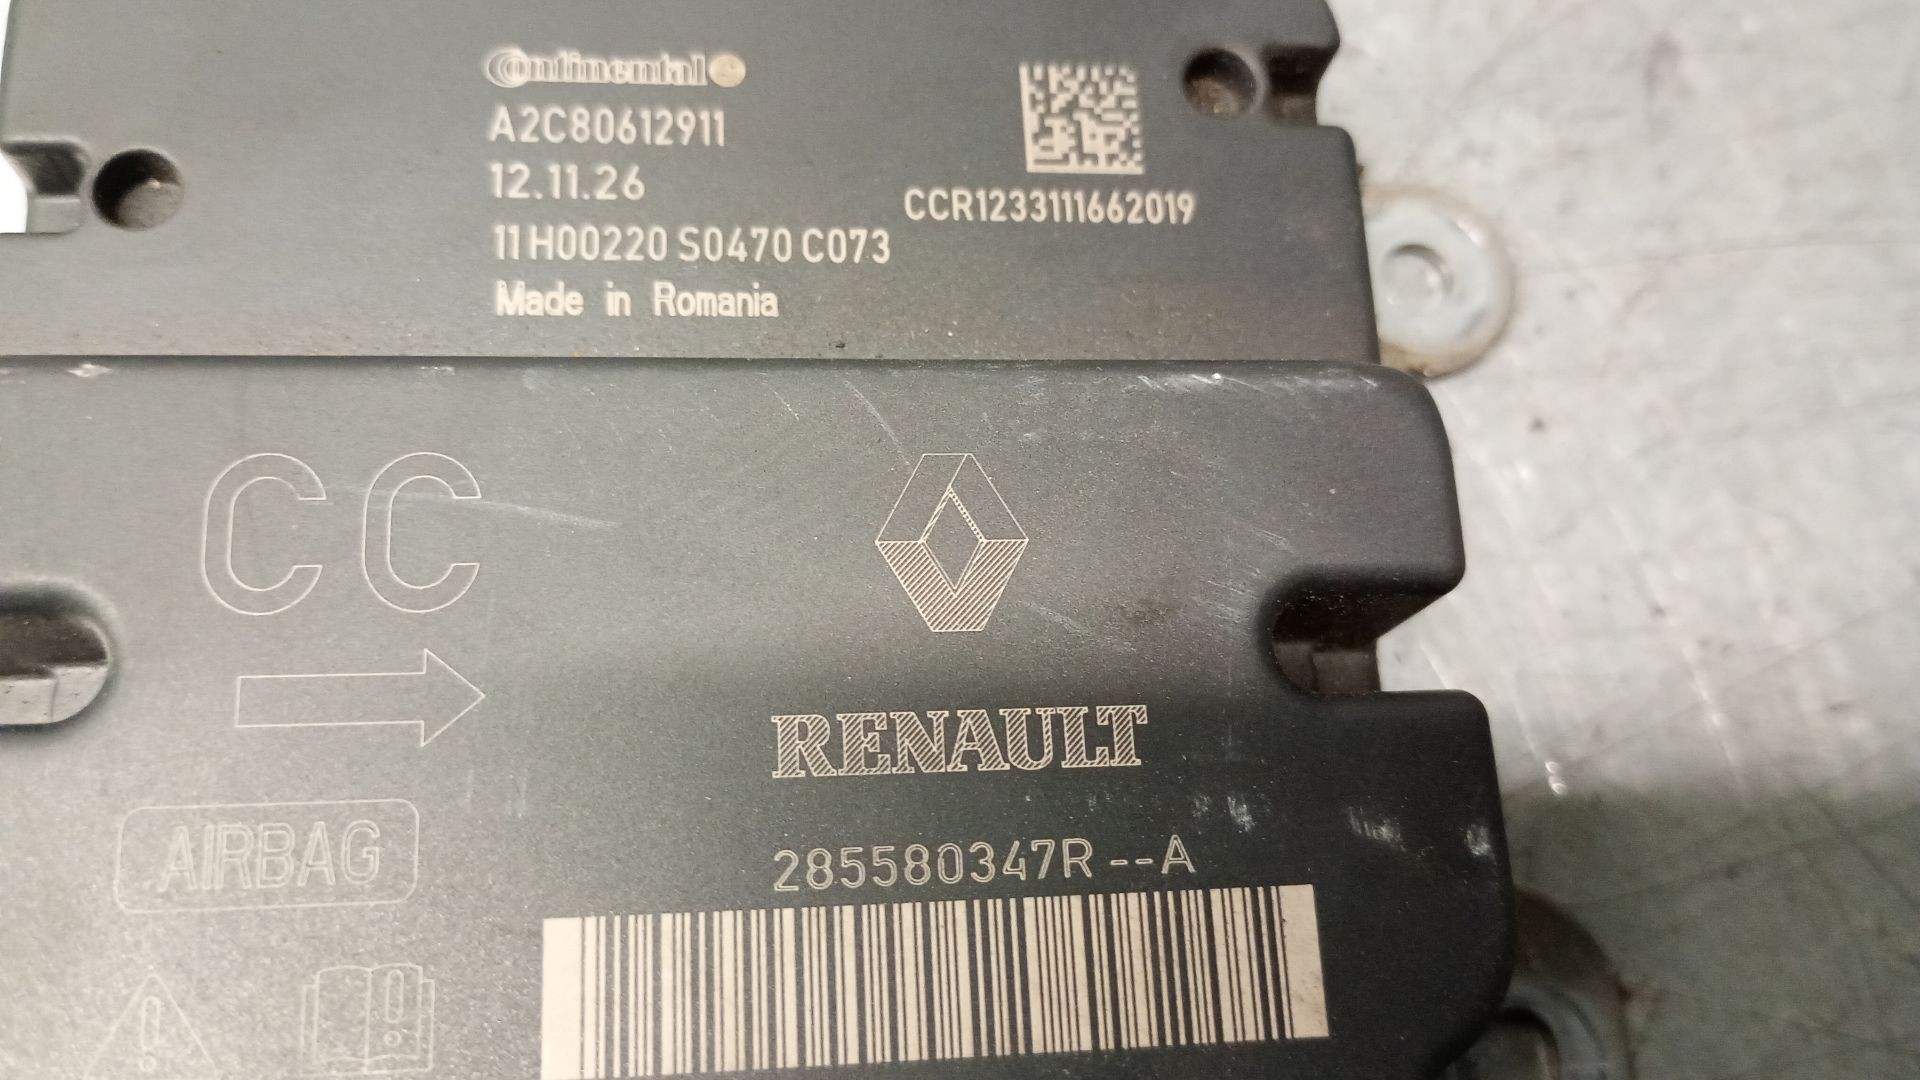 Continental
A2C80612911
12.11.26
CCR1233111662019
11H00220 S0470 C073
Made in Romania
CC
RENAULT
AIRBAG
285580347R--A